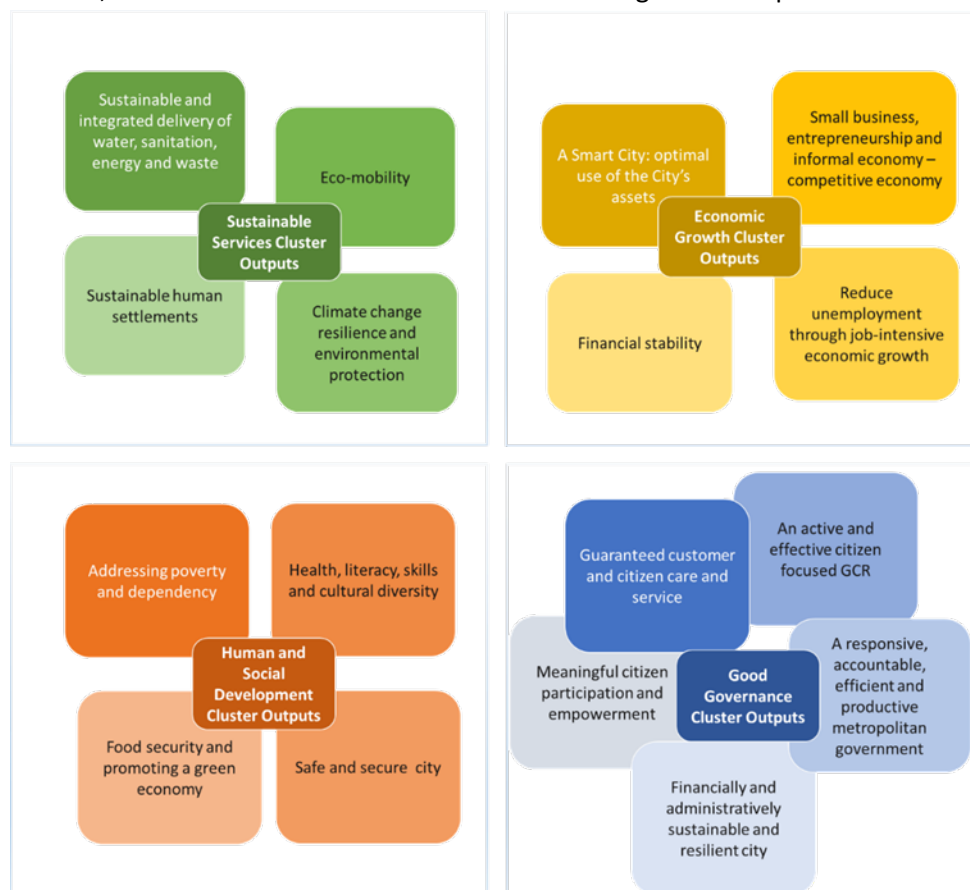 Sustainable and
integrated delivery of
water, sanitation,
energy and waste
Eco-mobility
Sustainable
Services Cluster
Outputs
Sustainable human
settlements
Climate change
resilience and
environmental
protection
A Smart City: optimal
use of the City's
assets
Small business,
entrepreneurship and
informal economy –
competitive economy
Economic
Growth Cluster
Outputs
Financial stability
Reduce
unemployment
through job-intensive
economic growth
Addressing poverty
and dependency
Health, literacy, skills
and cultural diversity
Human and
Social
Development
Cluster Outputs
Food security and
promoting a green
economy
Safe and secure city
Guaranteed customer
and citizen care and
service
An active and
effective citizen
focused GCR
Meaningful citizen
participation and
empowerment
Good
Governance
Cluster Outputs
A responsive,
accountable,
efficient and
productive
metropolitan
government
Financially and
administratively
sustainable and
resilient city